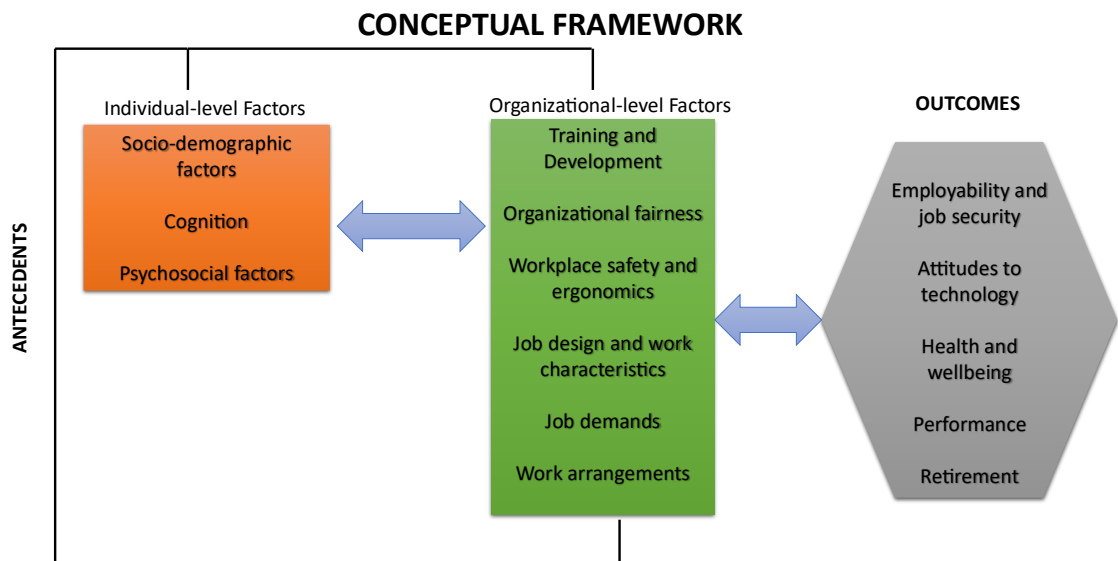 CONCEPTUAL FRAMEWORK
ANTECEDENTS
Individual-level Factors
Socio-demographic
factors
Cognition
Psychosocial factors
Organizational-level Factors
Training and
Development
Organizational fairness
Workplace safety and
ergonomics
Job design and work
characteristics
Job demands
Work arrangements
OUTCOMES
Employability and
job security
Attitudes to
technology
Health and
wellbeing
Performance
Retirement